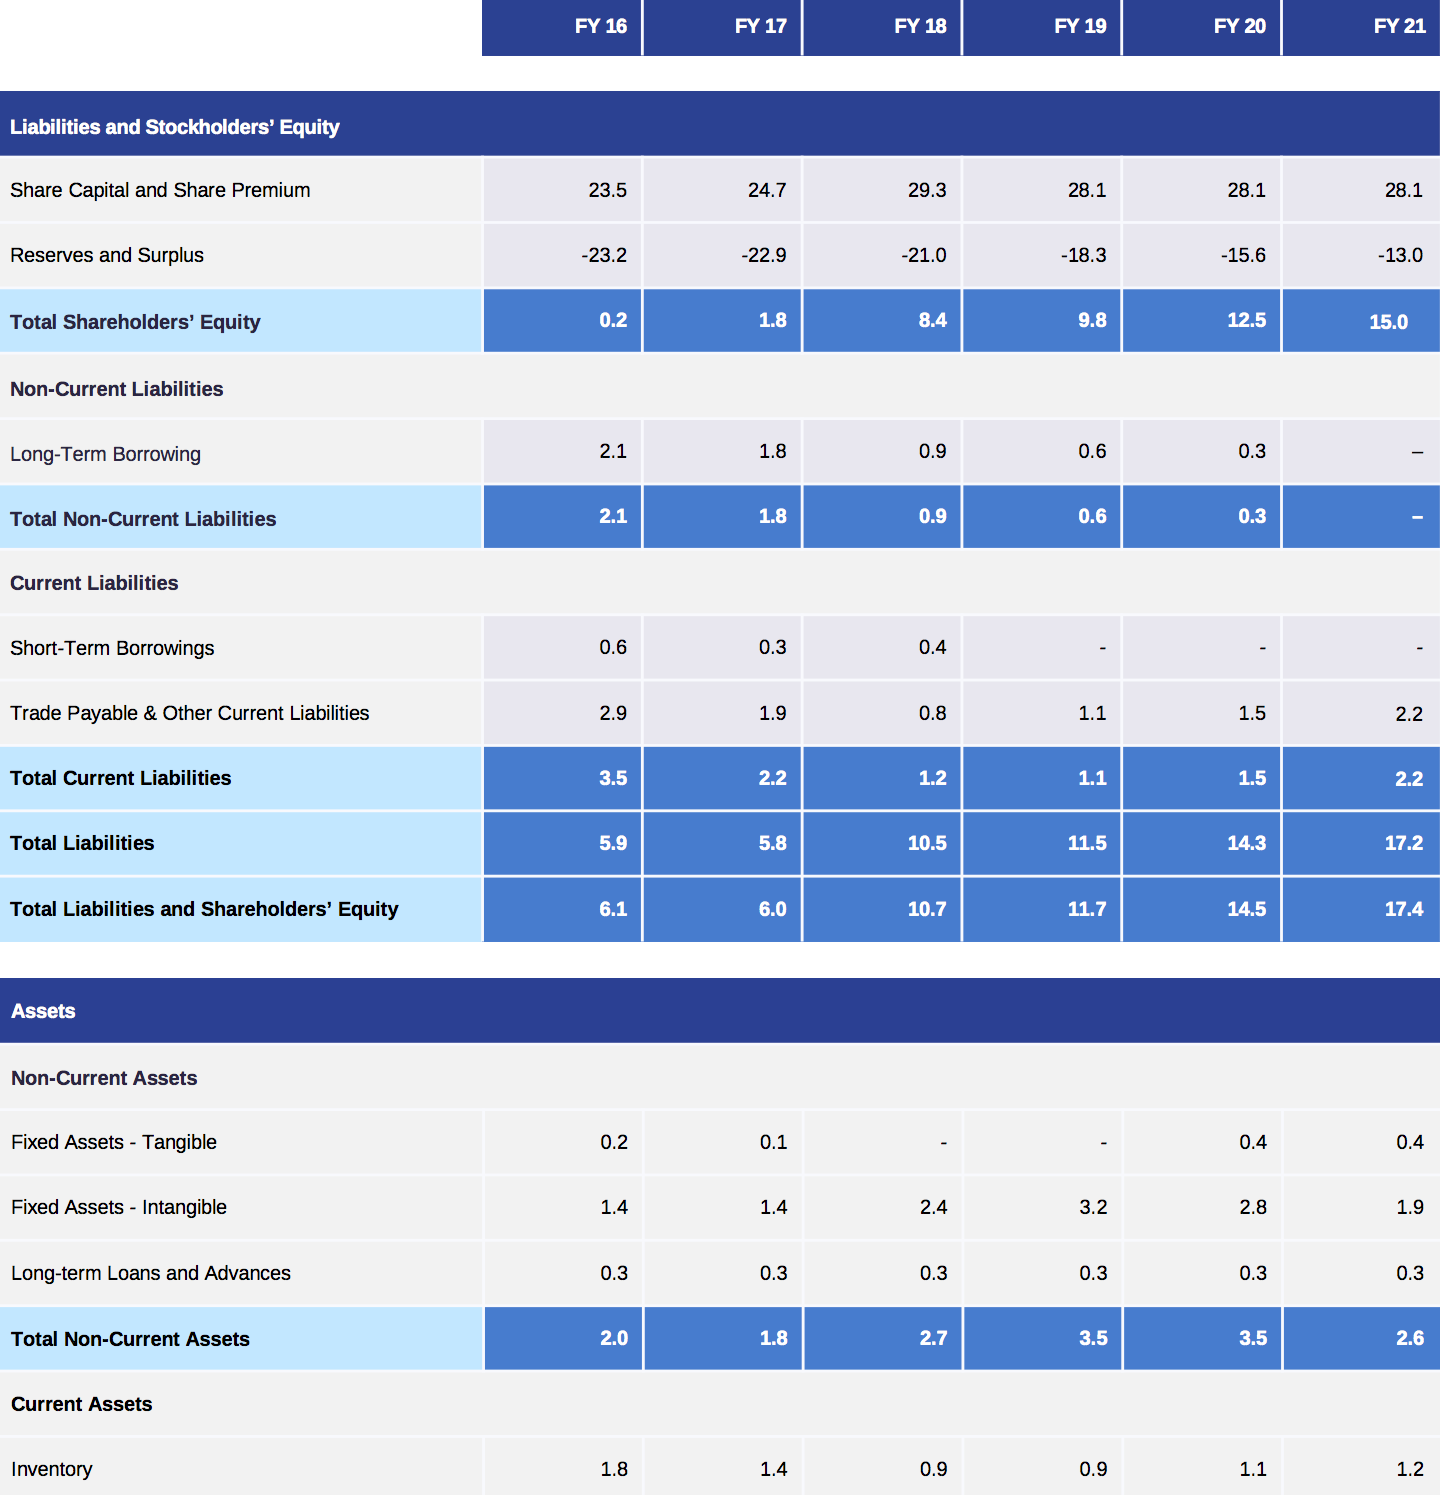 FY 16 FY 17 FY 18 FY 19 FY 20 FY 21
Liabilities and Stockholders’ Equity
Share Capital and Share Premium 23.5 24.7 29.3 28.1 28.1 28.1
Reserves and Surplus -23.2 -22.9 -21.0 -18.3 -15.6 -13.0
Total Shareholders’ Equity 0.2 1.8 8.4 9.8 12.5 15.0
Non-Current Liabilities
Long-Term Borrowing 2.1 1.8 0.9 0.6 0.3 –
Total Non-Current Liabilities 2.1 1.8 0.9 0.6 0.3 –
Current Liabilities
Short-Term Borrowings 0.6 0.3 0.4 - - -
Trade Payable & Other Current Liabilities 2.9 1.9 0.8 1.1 1.5 2.2
Total Current Liabilities 3.5 2.2 1.2 1.1 1.5 2.2
Total Liabilities 5.9 5.8 10.5 11.5 14.3 17.2
Total Liabilities and Shareholders’ Equity 6.1 6.0 10.7 11.7 14.5 17.4
Assets
Non-Current Assets
Fixed Assets - Tangible 0.2 0.1 - - 0.4 0.4
Fixed Assets - Intangible 1.4 1.4 2.4 3.2 2.8 1.9
Long-term Loans and Advances 0.3 0.3 0.3 0.3 0.3 0.3
Total Non-Current Assets 2.0 1.8 2.7 3.5 3.5 2.6
Current Assets
Inventory 1.8 1.4 0.9 0.9 1.1 1.2